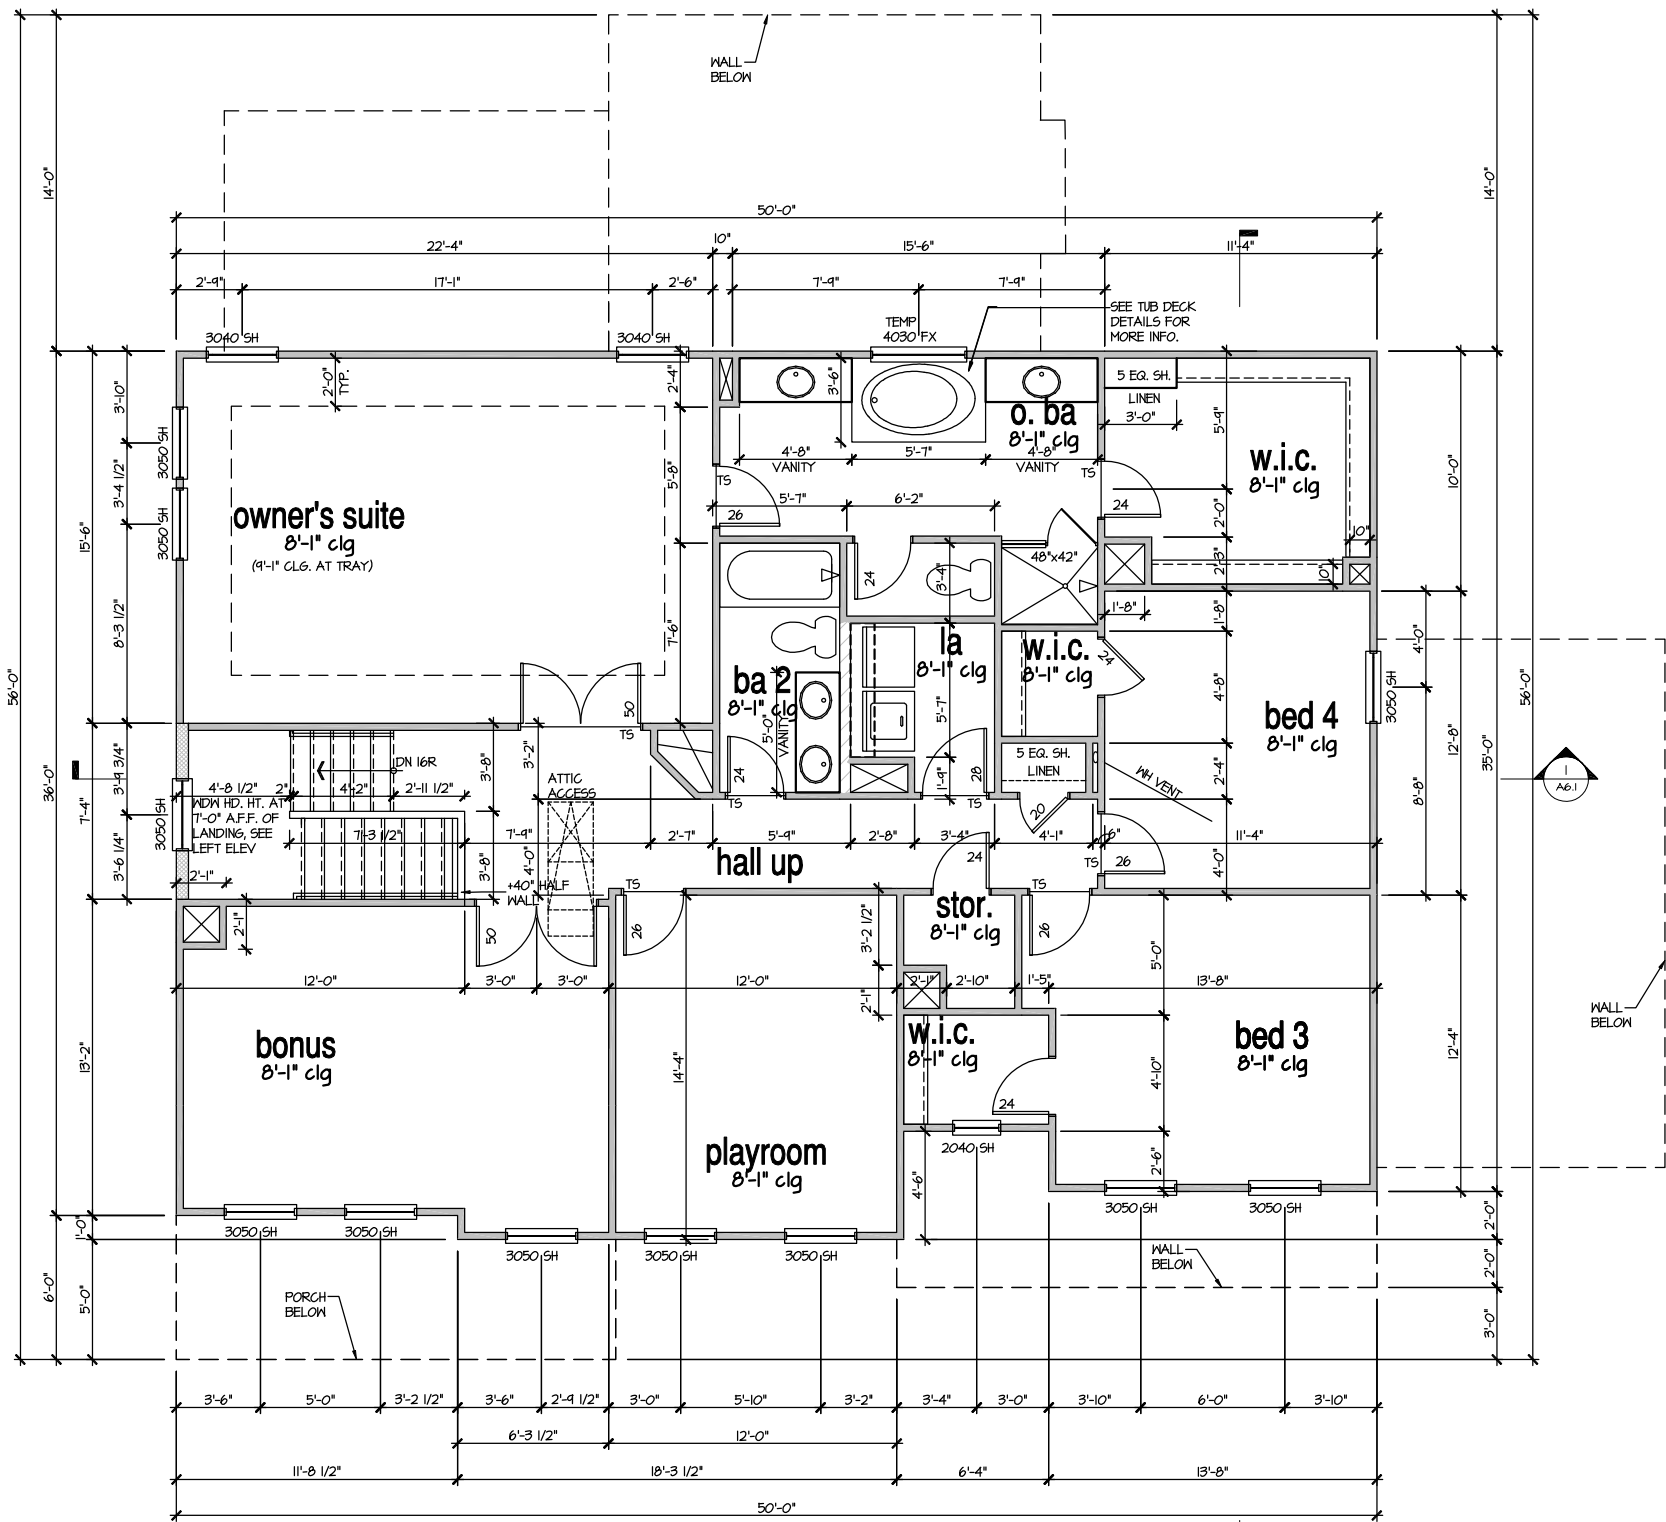 WALL
BELOW
14'-0"
14'-0"
50'-0"
22'-4"
10"
15'-6"
11'-4"
2'-9"
17'-1"
2'-6"
7'-9"
7'-9"
SEE TUB DECK
DETAILS FOR
MORE INFO.
TEMP
4030 FX
3040 SH
3040 SH
2'-0"
TYP.
2'-4"
3'-6"
5 EQ. SH.
LINEN
3'-0"
5'-9"
3'-10"
3050 SH
3'-4 1/2"
3050 SH
15'-6"
8'-3 1/2"
o. ba
8'-1" clg
4'-8"
VANITY
5'-7"
4'-8"
VANITY
TS
TS
w.i.c.
8'-1" clg
10'-0"
5'-8"
5'-7"
6'-2"
26
24
2'-0"
10"
owner's suite
8'-1" clg
(9'-1" CLG. AT TRAY)
48"x42"
2'-3"
10"
24
3'-4"
1'-8"
1'-8"
7'-6"
la
8'-1" clg
w.i.c.
8'-1" clg
24
4'-0"
56'-0"
56'-0"
35'-0"
36'-0"
ba 2
8'-1" clg
5'-0"
VANITY
5'-7"
4'-8"
3050 SH
bed 4
8'-1" clg
12'-8"
50
TS
3'-9 3/4"
3'-8"
3'-2"
DN 16R
24
28
1'-9"
5 EQ. SH.
LINEN
2'-4"
WH VENT
1
A6.1
8'-8"
4'-8 1/2"
2"
4'-2"
2'-11 1/2"
ATTIC
ACCESS
TS
TS
20
WDW HD. HT. AT
7'-0" A.F.F. OF
LANDING, SEE
LEFT ELEV
3050 SH
7'-4"
3'-6 1/4"
7'-3 1/2"
7'-9"
2'-7"
5'-9"
2'-8"
3'-4"
4'-1"
6"
11'-4"
3'-8"
4'-0"
hall up
24
TS
26
4'-0"
2'-1"
+40" HALF
WALL
TS
TS
2'-1"
50
26
stor.
8'-1" clg
3'-2 1/2"
26
5'-0"
12'-0"
3'-0"
3'-0"
12'-0"
2'-1"
2'-10"
1'-5"
13'-8"
2'-1"
WALL
BELOW
bonus
8'-1" clg
13'-2"
14'-4"
w.i.c.
8'-1" clg
bed 3
8'-1" clg
12'-4"
4'-10"
24
playroom
8'-1" clg
2040 SH
2'-6"
4'-6"
3050 SH
3050 SH
3050 SH
3050 SH
3050 SH
3050 SH
3050 SH
1'-0"
2'-0"
WALL
BELOW
6'-0"
5'-0"
PORCH
BELOW
2'-0"
3'-0"
3'-6"
5'-0"
3'-2 1/2"
3'-6"
2'-9 1/2"
3'-0"
5'-10"
3'-2"
3'-4"
3'-0"
3'-10"
6'-0"
3'-10"
6'-3 1/2"
12'-0"
11'-8 1/2"
18'-3 1/2"
6'-4"
13'-8"
50'-0"